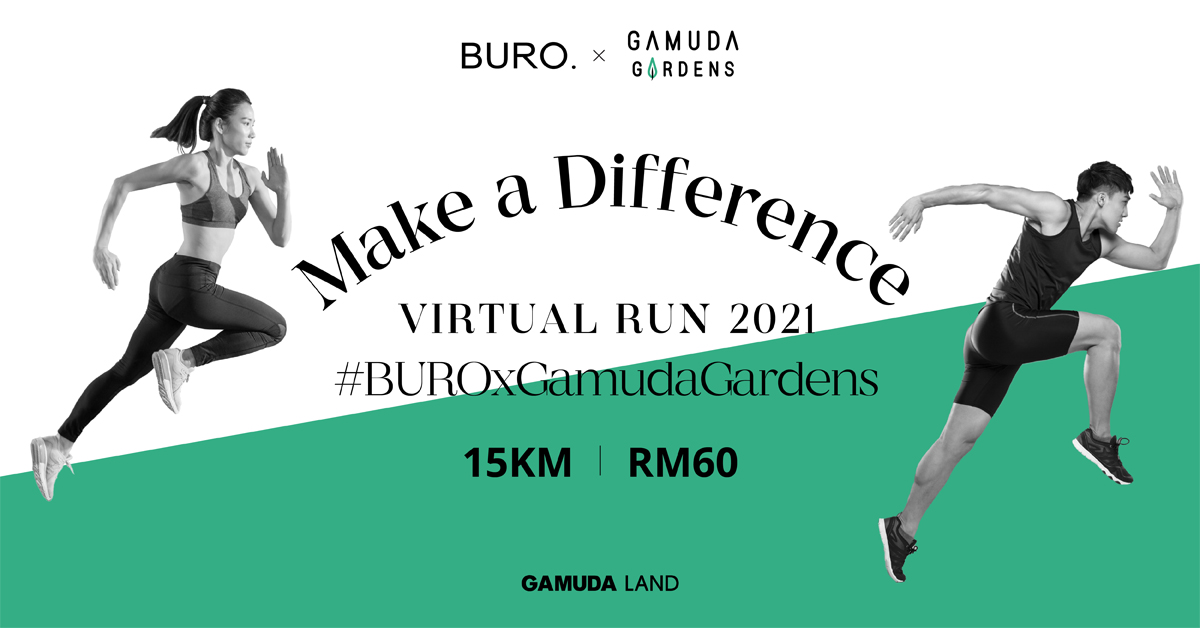 BURO. × GAMUDA GARDENS
Make a Difference
VIRTUAL RUN 2021
#BUROxGamudaGardens
15KM | RM60
GAMUDA LAND